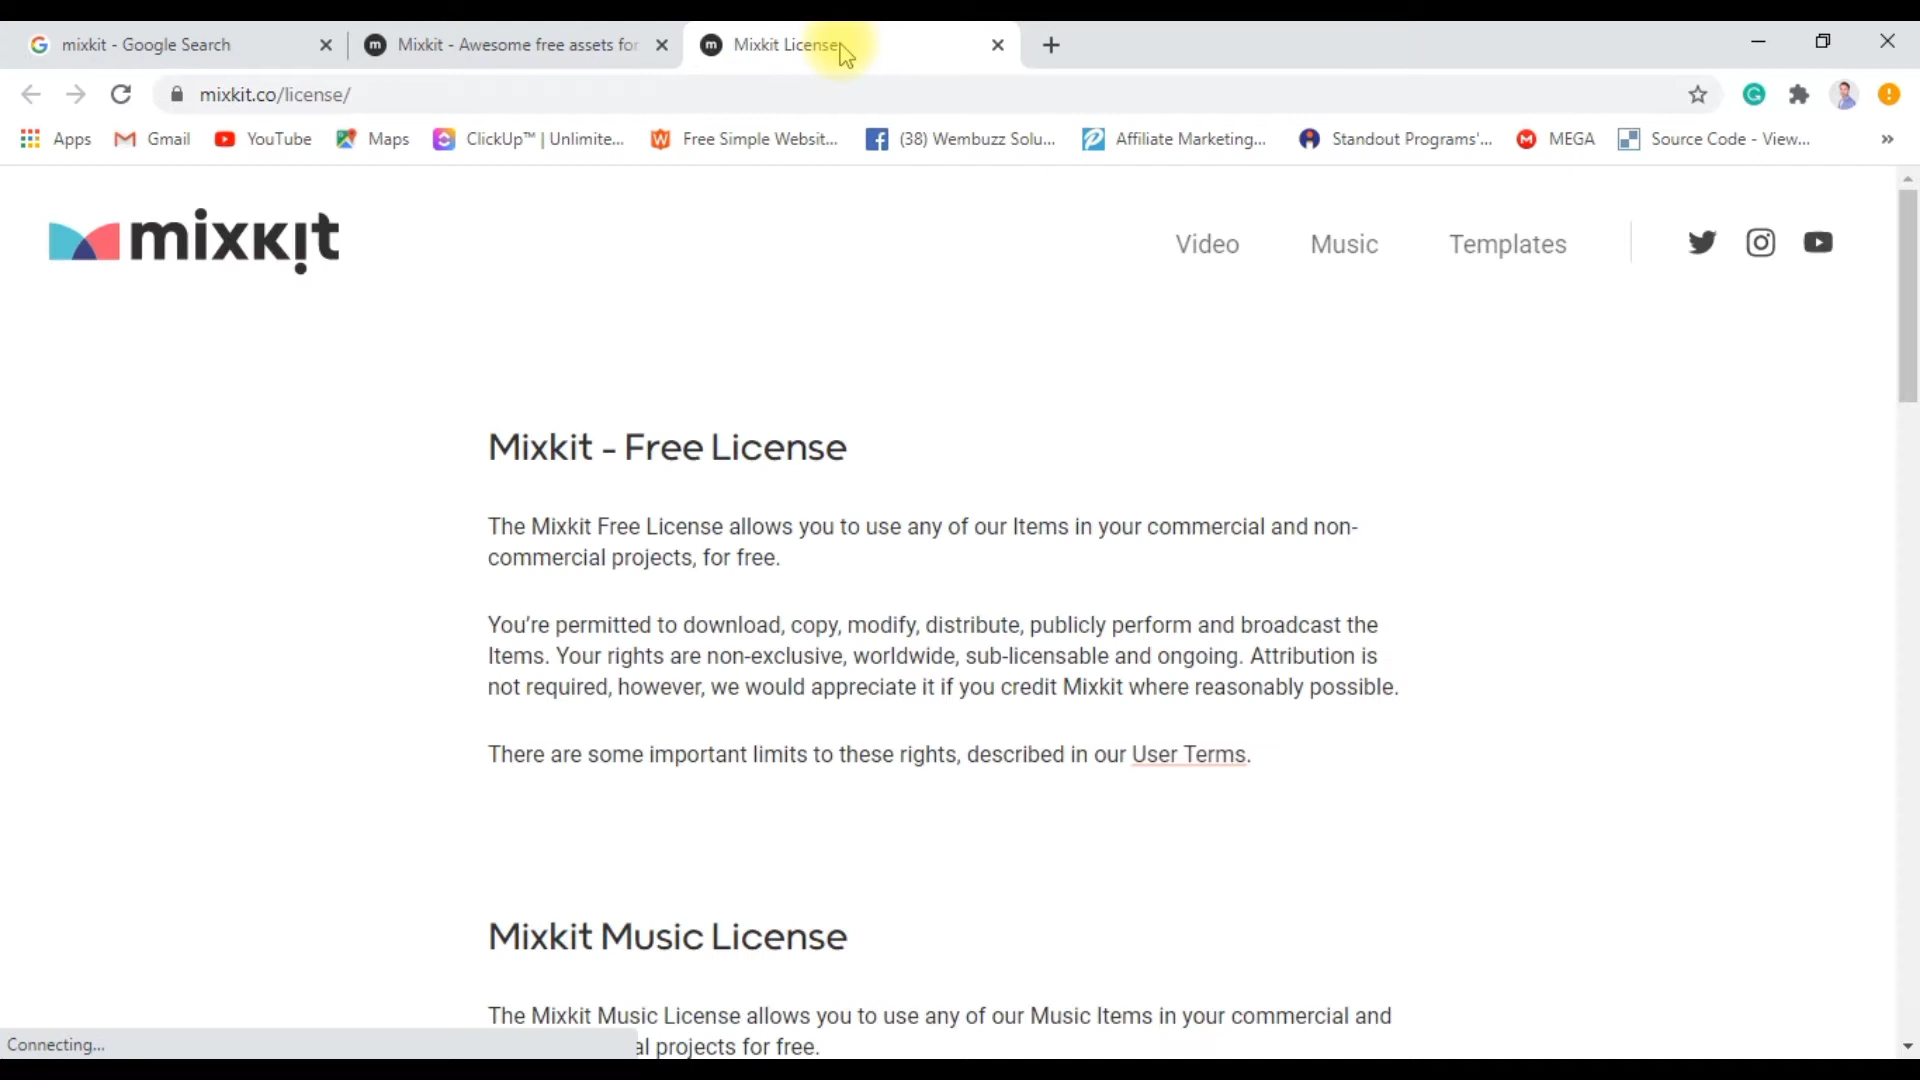 mixkit - Google Search
Mixkit - Awesome free assets for
Mixkit License
mixkit.co/license/
Apps
Gmail
YouTube
Maps
ClickUp™ | Unlimite...
Free Simple Websit...
(38) Wembuzz Solu...
Affiliate Marketing...
Standout Programs'...
MEGA
Source Code - View...
»
mixkit
Video
Music
Templates
Mixkit - Free License
The Mixkit Free License allows you to use any of our Items in your commercial and non-
commercial projects, for free.
You're permitted to download, copy, modify, distribute, publicly perform and broadcast the
Items. Your rights are non-exclusive, worldwide, sub-licensable and ongoing. Attribution is
not required, however, we would appreciate it if you credit Mixkit where reasonably possible.
There are some important limits to these rights, described in our User Terms.
Mixkit Music License
The Mixkit Music License allows you to use any of our Music Items in your commercial and
al projects for free.
Connecting...